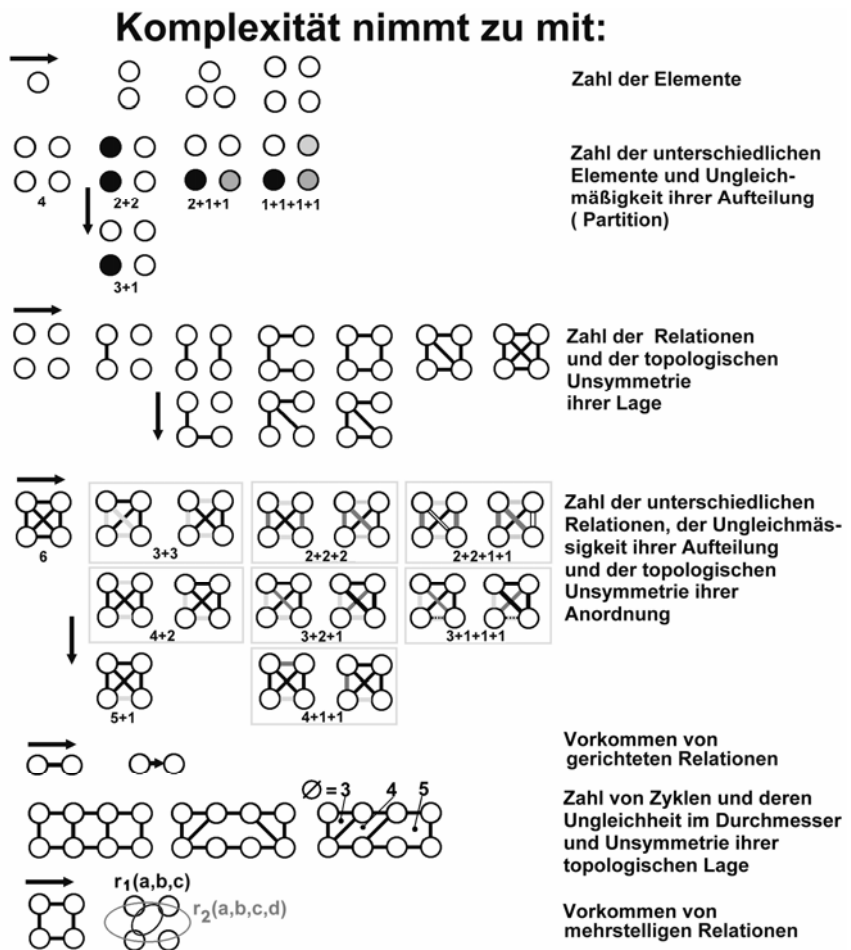 Komplexität nimmt zu mit:
Zahl der Elemente
Zahl der unterschiedlichen
Elemente und Ungleich-
mäßigkeit ihrer Aufteilung
( Partition)
4
2+2
2+1+1
1+1+1+1
3+1
Zahl der Relationen
und der topologischen
Unsymmetrie
ihrer Lage
Zahl der unterschiedlichen
Relationen, der Ungleichmäs-
sigkeit ihrer Aufteilung
und der topologischen
Unsymmetrie ihrer
Anordnung
6
3+3
2+2+2
2+2+1+1
4+2
3+2+1
3+1+1+1
5+1
4+1+1
Vorkommen von
gerichteten Relationen
Ø = 3 4 5
Zahl von Zyklen und deren
Ungleichheit im Durchmesser
und Unsymmetrie ihrer
topologischen Lage
r1(a,b,c)
r2(a,b,c,d)
Vorkommen von
mehrstelligen Relationen